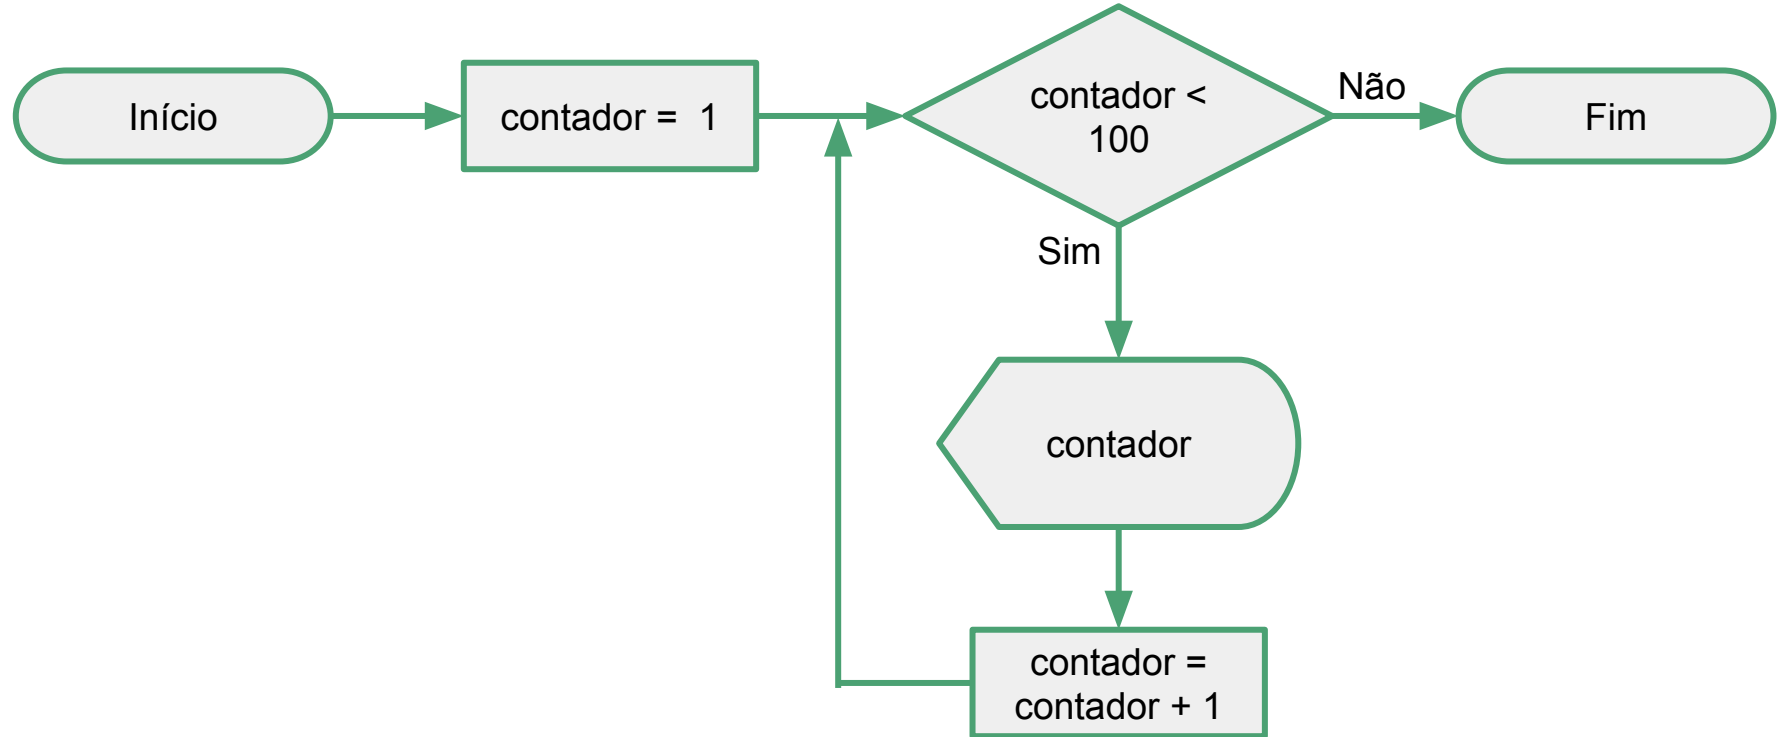 Início
contador = 1
contador <
100
Não
Fim
Sim
contador
contador =
contador + 1